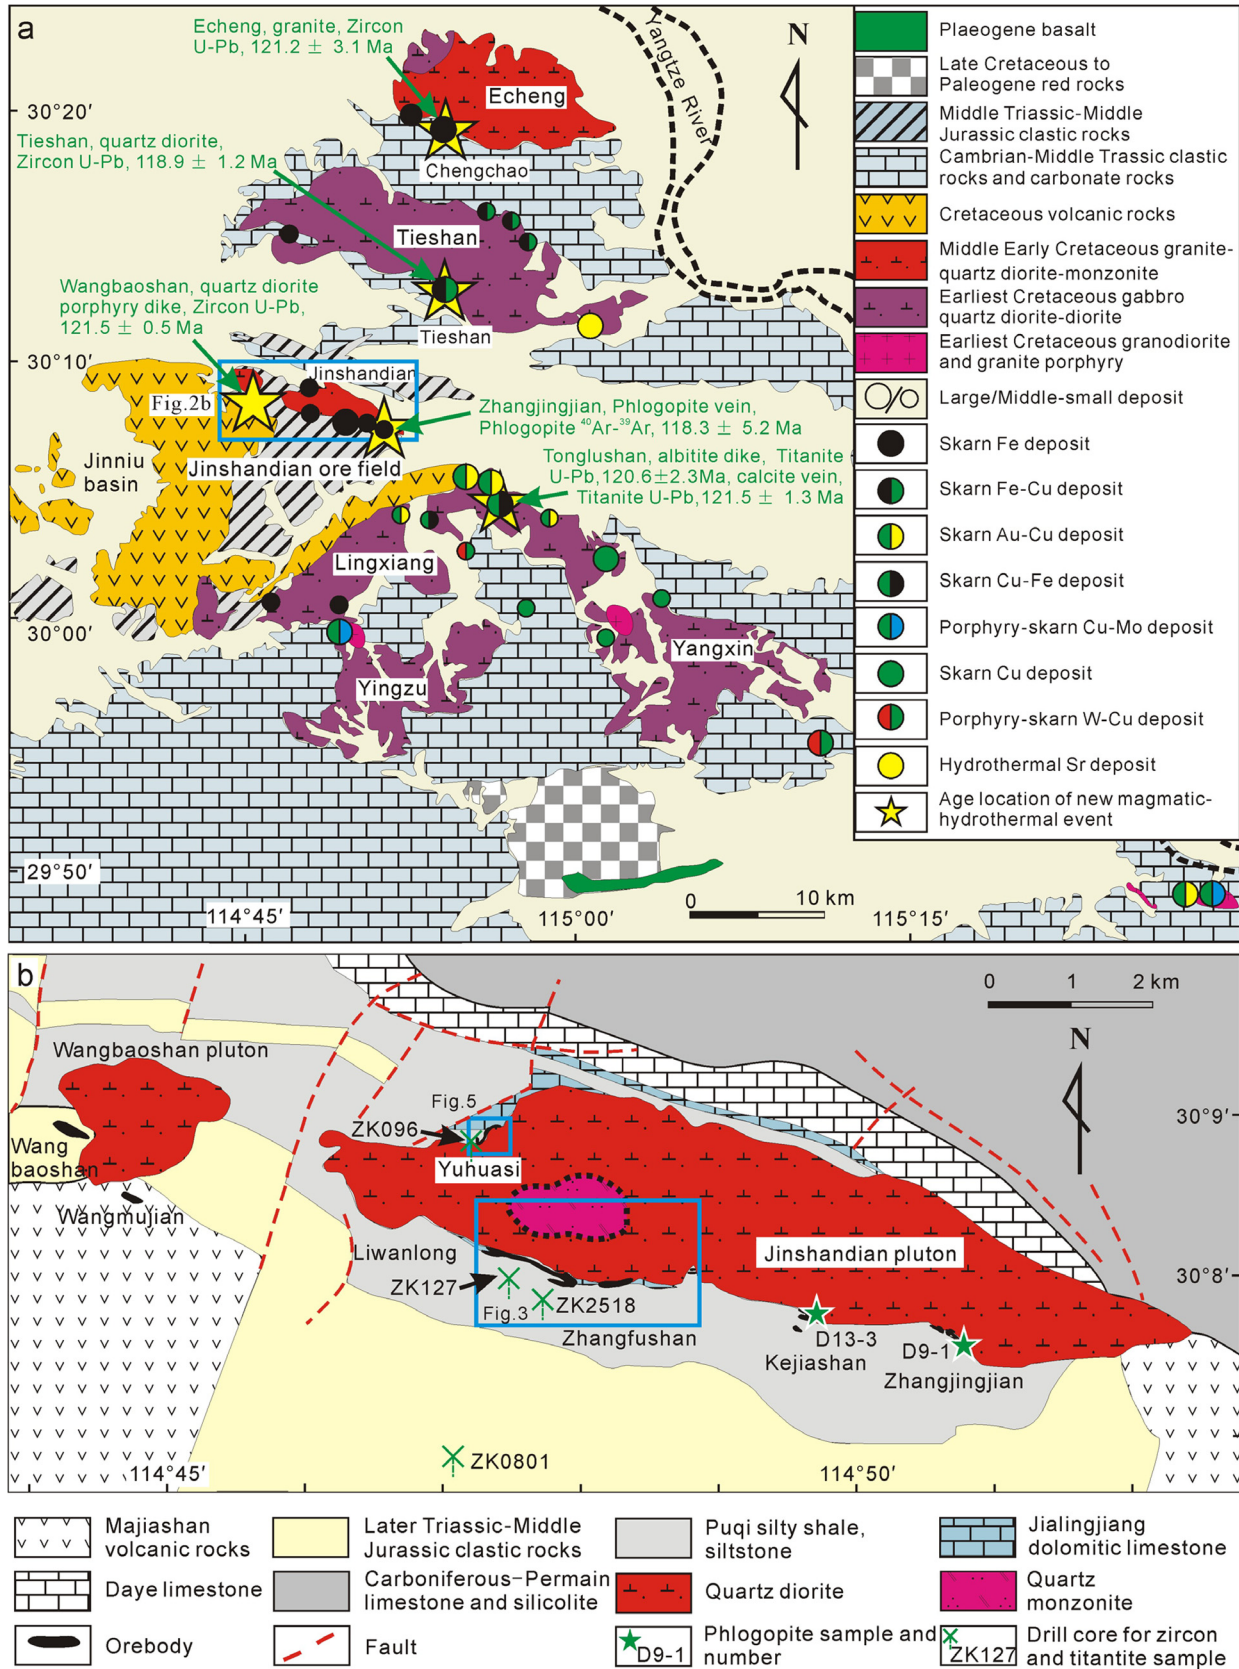 a
Echeng, granite, Zircon
U-Pb, 121.2 ± 3.1 Ma
Yangtze River
N
30°20′
Echeng
Tieshan, quartz diorite,
Zircon U-Pb, 118.9 ± 1.2 Ma
Chengchao
Tieshan
Wangbaoshan, quartz diorite
porphyry dike, Zircon U-Pb,
121.5 ± 0.5 Ma
Tieshan
30°10′
Jinshandian
Fig.2b
Zhangjingjian, Phlogopite vein,
Phlogopite ⁴⁰Ar-³⁹Ar, 118.3 ± 5.2 Ma
Jinniu
basin
Jinshandian ore field
Tonglushan, albitite dike, Titanite
U-Pb, 120.6±2.3Ma, calcite vein,
Titanite U-Pb, 121.5 ± 1.3 Ma
Lingxiang
30°00′
Yangxin
Yingzu
29°50′
114°45′
115°00′
115°15′
0 10 km
Plaeogene basalt
Late Cretaceous to
Paleogene red rocks
Middle Triassic-Middle
Jurassic clastic rocks
Cambrian-Middle Trassic clastic
rocks and carbonate rocks
Cretaceous volcanic rocks
Middle Early Cretaceous granite-
quartz diorite-monzonite
Earliest Cretaceous gabbro
quartz diorite-diorite
Earliest Cretaceous granodiorite
and granite porphyry
Large/Middle-small deposit
Skarn Fe deposit
Skarn Fe-Cu deposit
Skarn Au-Cu deposit
Skarn Cu-Fe deposit
Porphyry-skarn Cu-Mo deposit
Skarn Cu deposit
Porphyry-skarn W-Cu deposit
Hydrothermal Sr deposit
Age location of new magmatic-
hydrothermal event
b
0 1 2 km
N
Wangbaoshan pluton
Fig.5
ZK096
30°9′
Wang
baoshan
Yuhuasi
Wangmujian
Liwanlong
Jinshandian pluton
ZK127
30°8′
Fig.3
ZK2518
Zhangfushan
D13-3
Kejiashan
D9-1
Zhangjingjian
ZK0801
114°45′
114°50′
Majiashan
volcanic rocks
Later Triassic-Middle
Jurassic clastic rocks
Puqi silty shale,
siltstone
Jialingjiang
dolomitic limestone
Daye limestone
Carboniferous-Permain
limestone and silicolite
Quartz diorite
Quartz
monzonite
Orebody
Fault
D9-1
Phlogopite sample and
number
ZK127
Drill core for zircon
and titantite sample